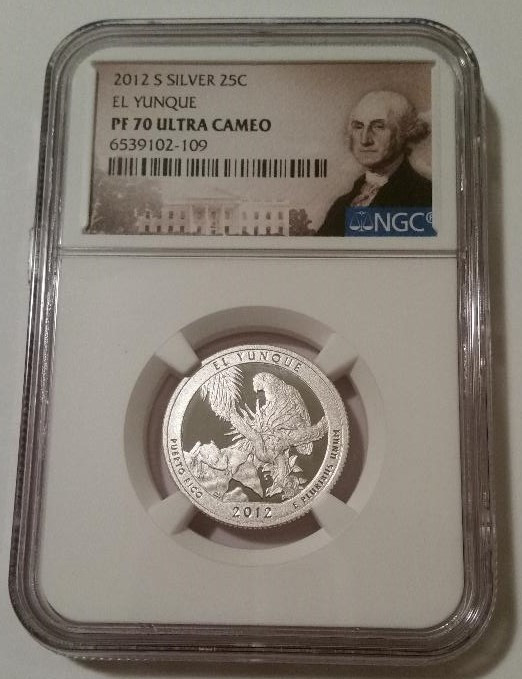 2012 S SILVER 25C
EL YUNQUE
PF 70 ULTRA CAMEO
6539102-109
NGC®
EL YUNQUE
PUERTO RICO
E PLURIBUS UNUM
2012